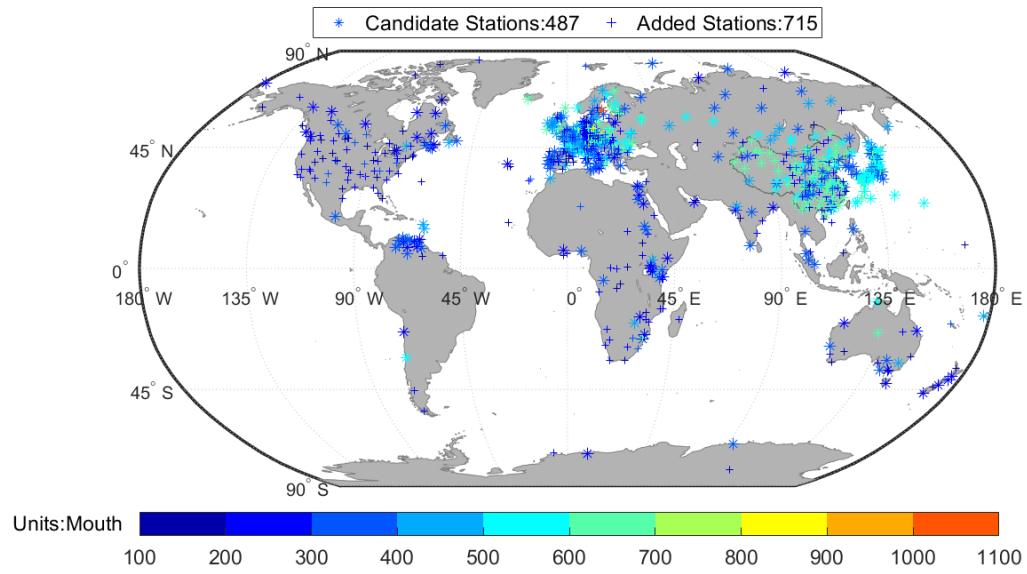 Candidate Stations:487 Added Stations:715
90° N
45° N
0°
180° W 135° W 90° W 45° W 0° 45° E 90° E 135° E 180° E
45° S
90° S
Units:Mouth
100 200 300 400 500 600 700 800 900 1000 1100